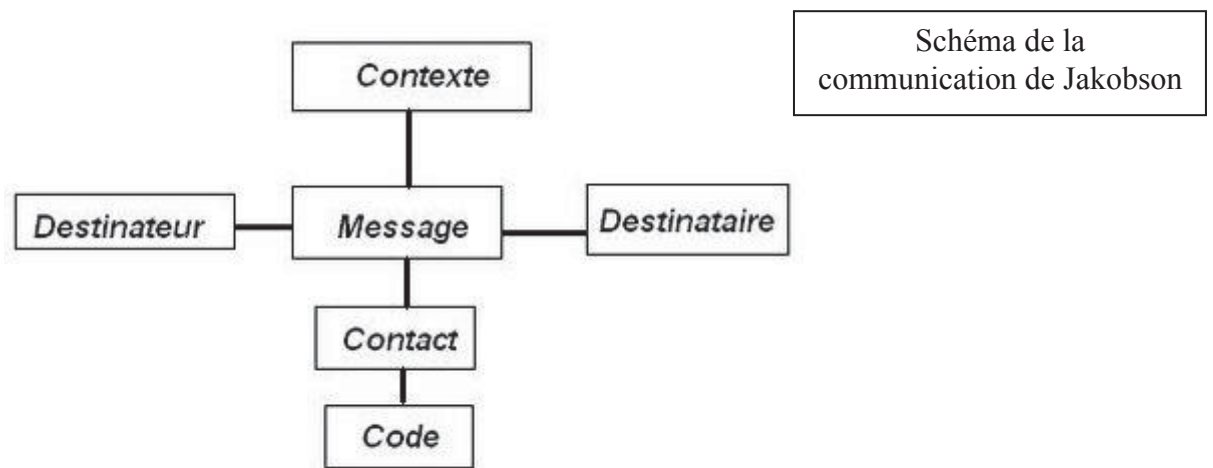 Schéma de la
communication de Jakobson
Contexte
Destinateur
Message
Destinataire
Contact
Code